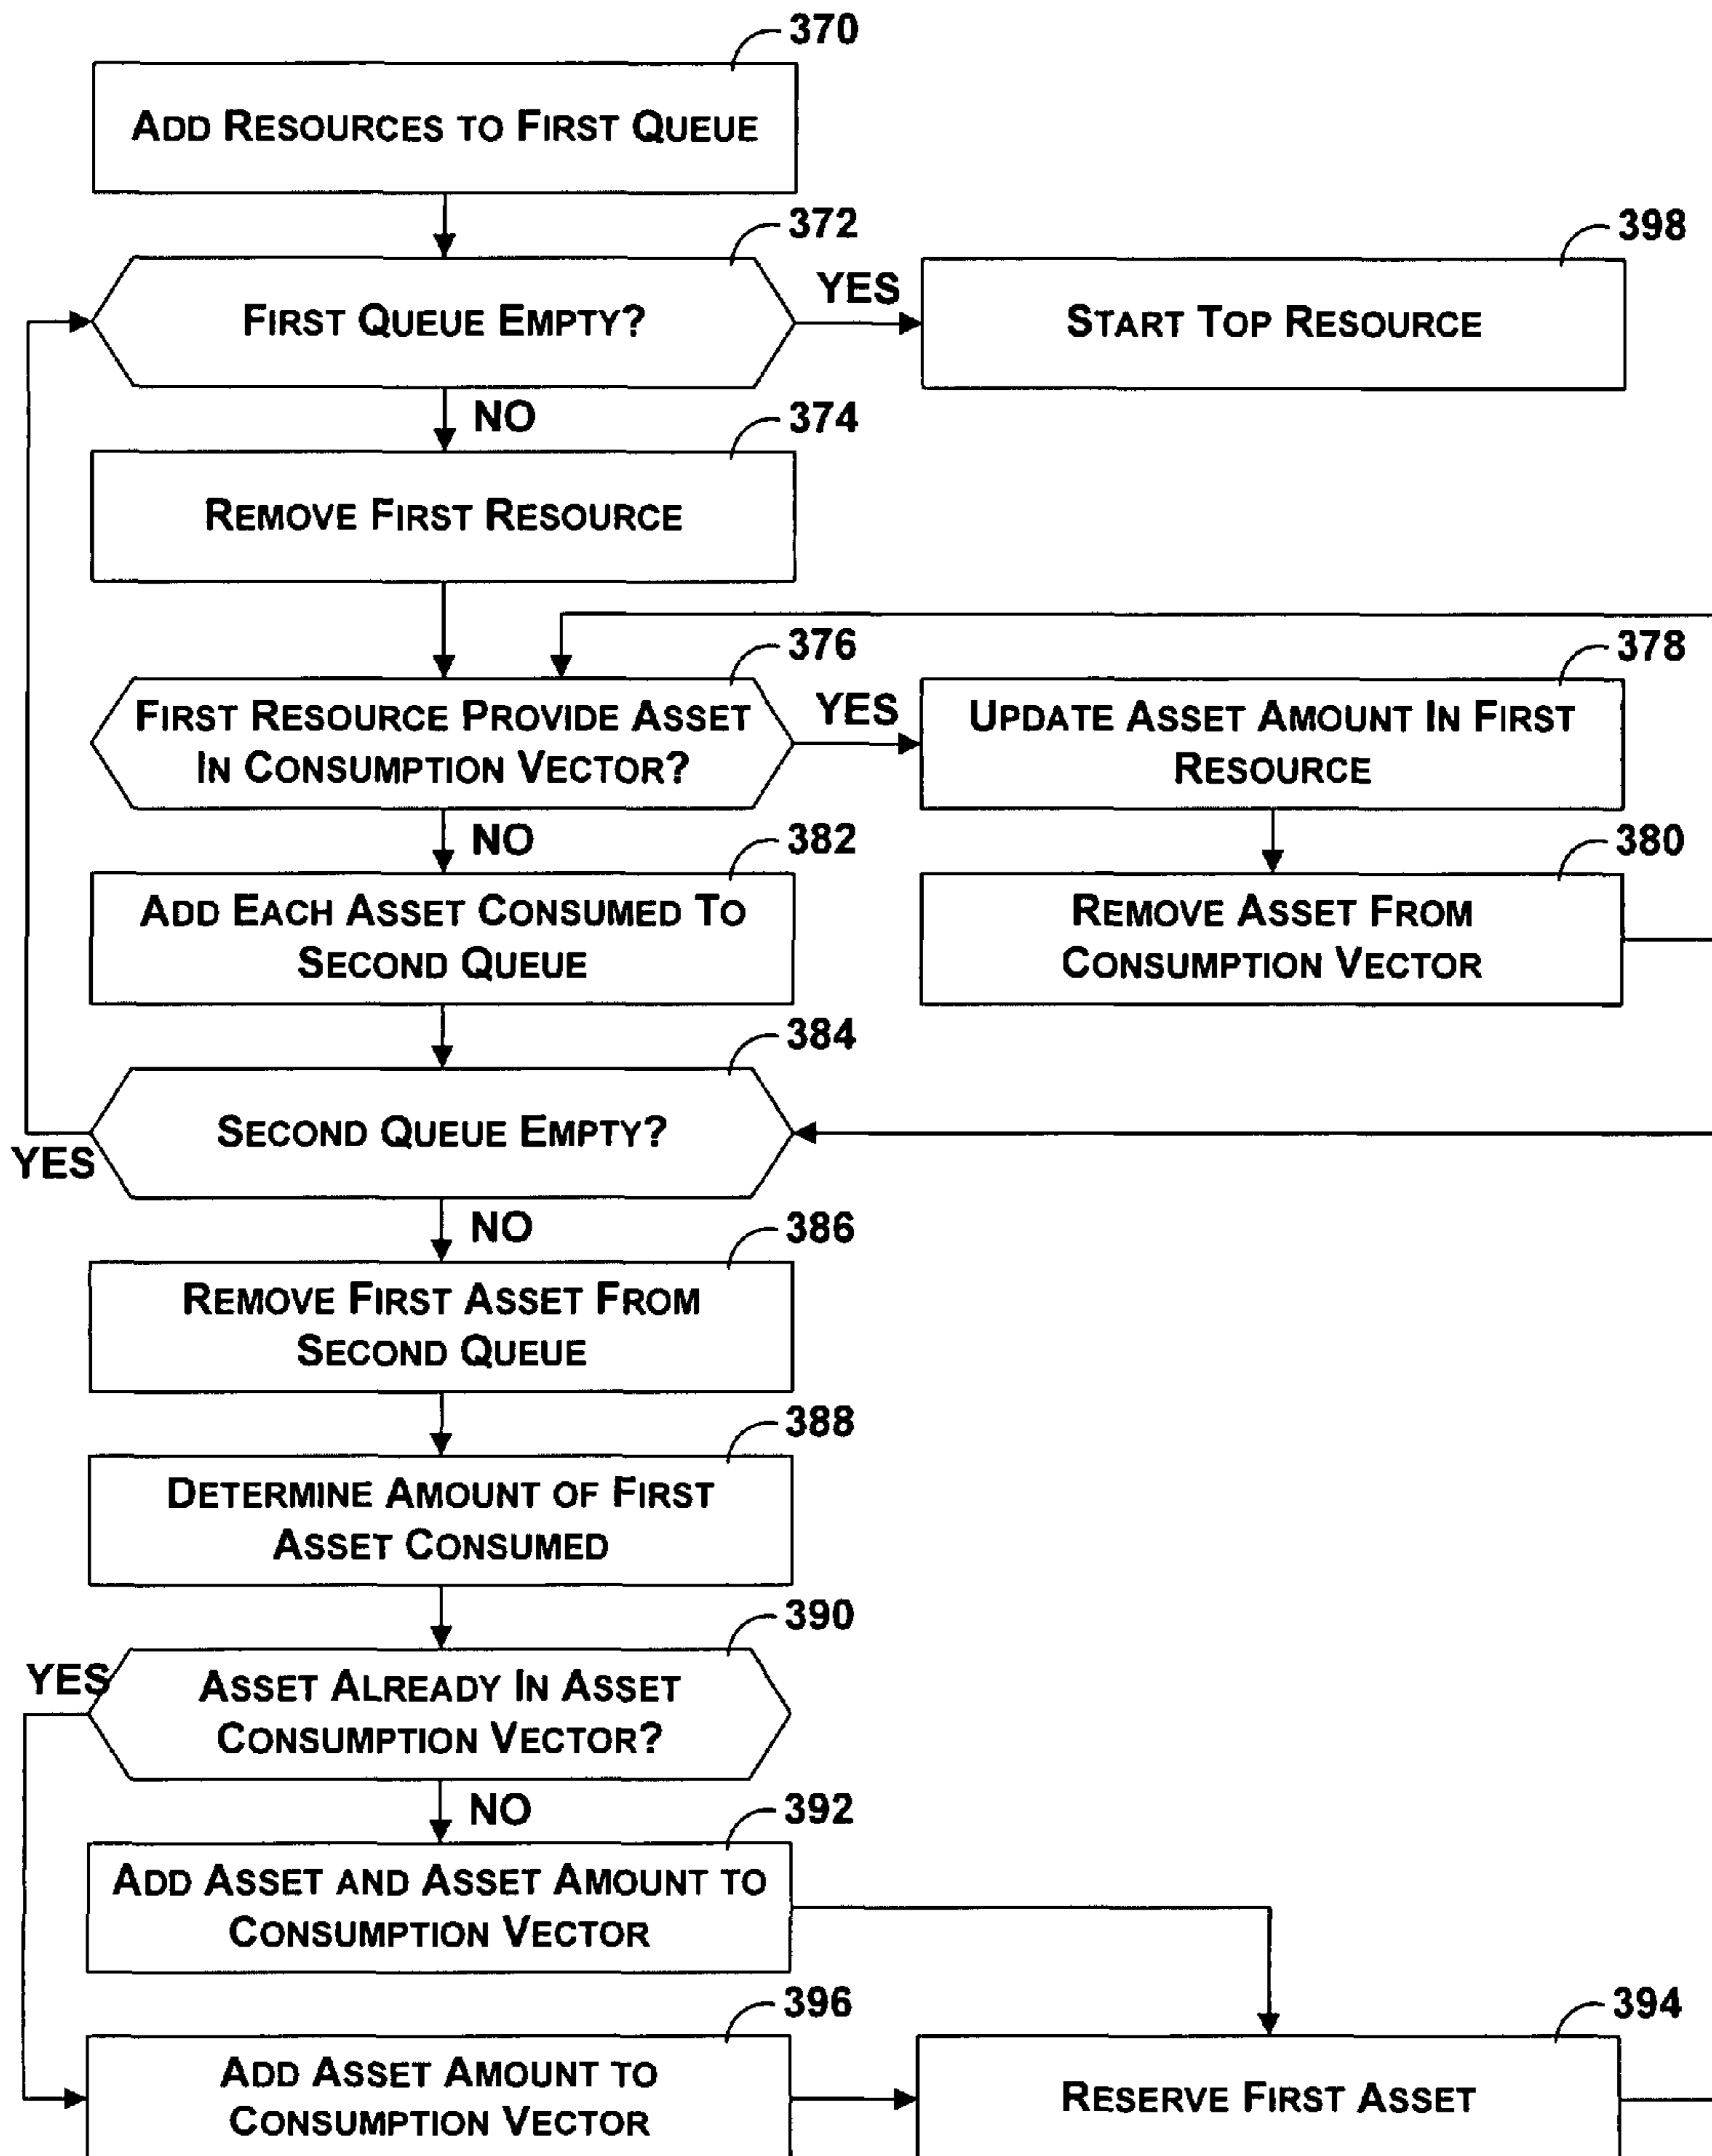 370
ADD RESOURCES TO FIRST QUEUE
372
FIRST QUEUE EMPTY?
YES
398
START TOP RESOURCE
NO
374
REMOVE FIRST RESOURCE
376
FIRST RESOURCE PROVIDE ASSET
IN CONSUMPTION VECTOR?
YES
378
UPDATE ASSET AMOUNT IN FIRST
RESOURCE
NO
382
ADD EACH ASSET CONSUMED TO
SECOND QUEUE
380
REMOVE ASSET FROM
CONSUMPTION VECTOR
384
SECOND QUEUE EMPTY?
YES
NO
386
REMOVE FIRST ASSET FROM
SECOND QUEUE
388
DETERMINE AMOUNT OF FIRST
ASSET CONSUMED
390
YES
ASSET ALREADY IN ASSET
CONSUMPTION VECTOR?
NO
392
ADD ASSET AND ASSET AMOUNT TO
CONSUMPTION VECTOR
396
ADD ASSET AMOUNT TO
CONSUMPTION VECTOR
394
RESERVE FIRST ASSET